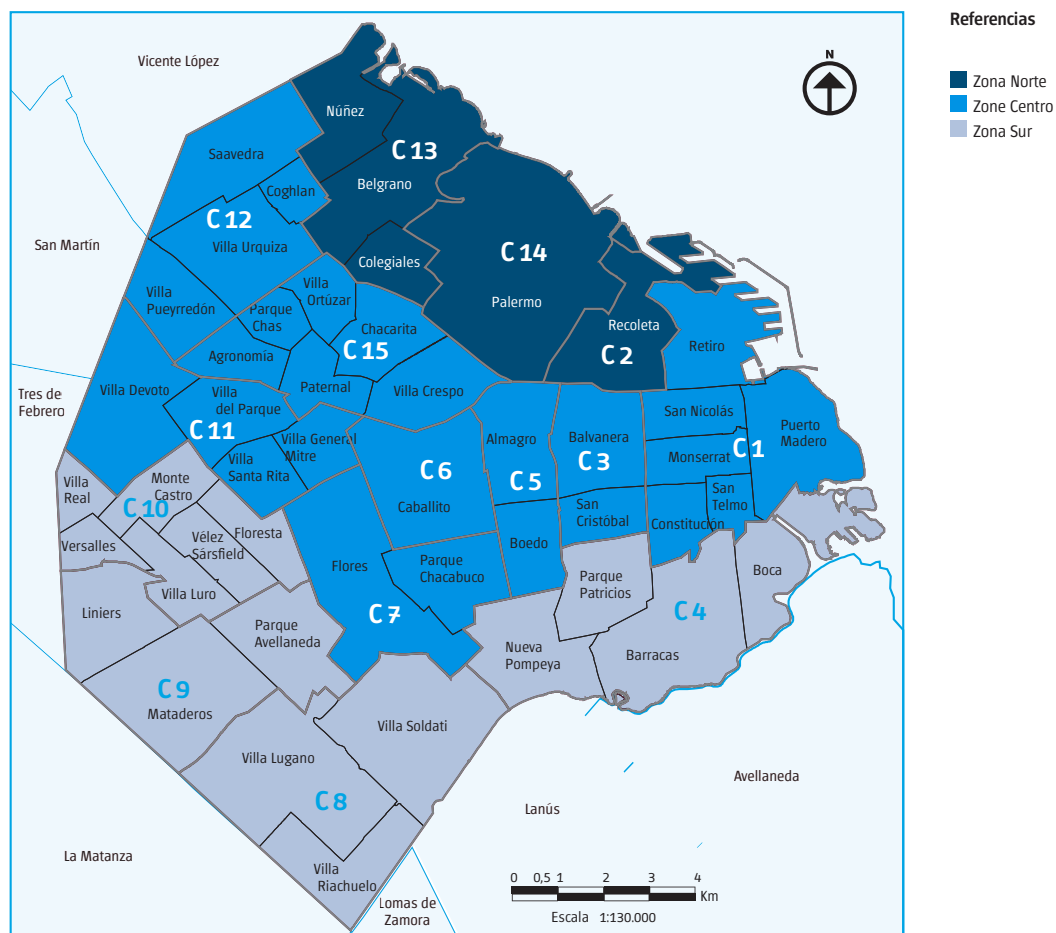 Referencias
Zona Norte
Zone Centro
Zona Sur
N
Vicente López
Núñez
C 13
Saavedra
Belgrano
Coghlan
C 12
Villa Urquiza
San Martín
C 14
Colegiales
Villa
Ortúzar
Villa
Pueyrredón
Palermo
Parque
Chas
Chacarita
Recoleta
C 15
C 2
Retiro
Agronomía
Villa Devoto
Paternal
Villa Crespo
Tres de
Febrero
Villa
del Parque
San Nicolás
Puerto
Madero
C 11
Villa General
Mitre
Almagro
Balvanera
C 1
Monserrat
C 6
C 5
C 3
Villa
Santa Rita
Villa
Real
Monte
Castro
C 10
Caballito
San
Cristóbal
San
Telmo
Constitución
Versalles
Vélez
Sársfield
Floresta
Boedo
Flores
Parque
Chacabuco
Parque
Patricios
Boca
Villa Luro
Liniers
C 7
C 4
Parque
Avellaneda
Nueva
Pompeya
Barracas
C 9
Mataderos
Villa Soldati
Villa Lugano
Avellaneda
C 8
Lanús
La Matanza
Villa
Riachuelo
Lomas de
Zamora
0 0,5 1 2 3 4
Km
Escala 1:130.000